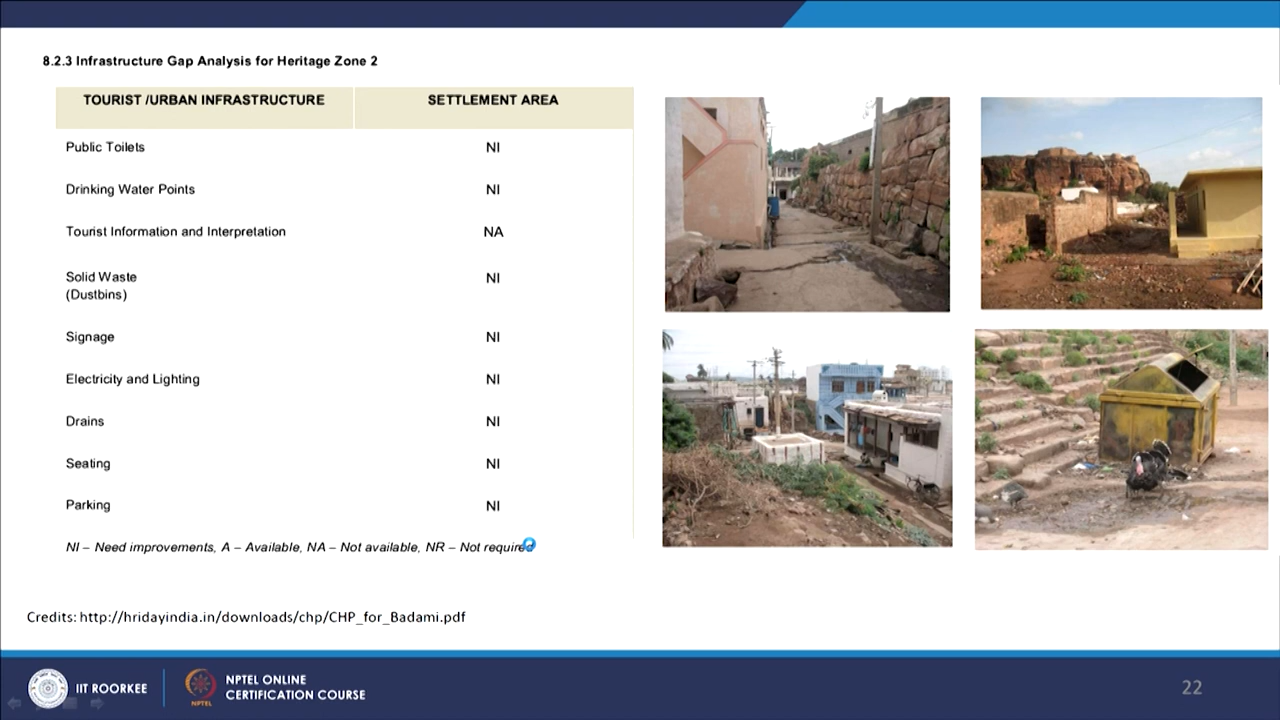 8.2.3 Infrastructure Gap Analysis for Heritage Zone 2
TOURIST /URBAN INFRASTRUCTURE SETTLEMENT AREA
Public Toilets NI
Drinking Water Points NI
Tourist Information and Interpretation NA
Solid Waste NI
(Dustbins)
Signage NI
Electricity and Lighting NI
Drains NI
Seating NI
Parking NI
NI – Need improvements, A – Available, NA – Not available, NR – Not required
Credits: http://hridayindia.in/downloads/chp/CHP_for_Badami.pdf
IIT ROORKEE
NPTEL
NPTEL ONLINE
CERTIFICATION COURSE
22